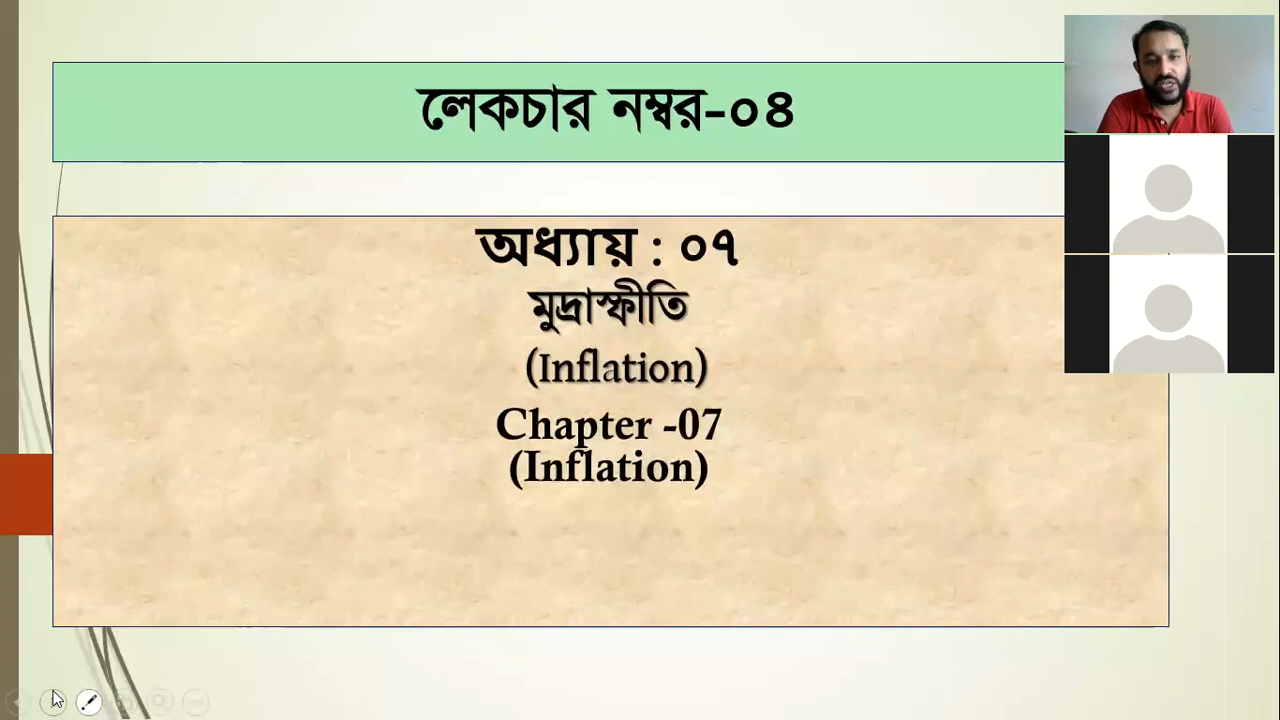 লেকচার নম্বর-০৪
অধ্যায় : ০৭
মুদ্রাস্ফীতি
(Inflation)
Chapter -07
(Inflation)